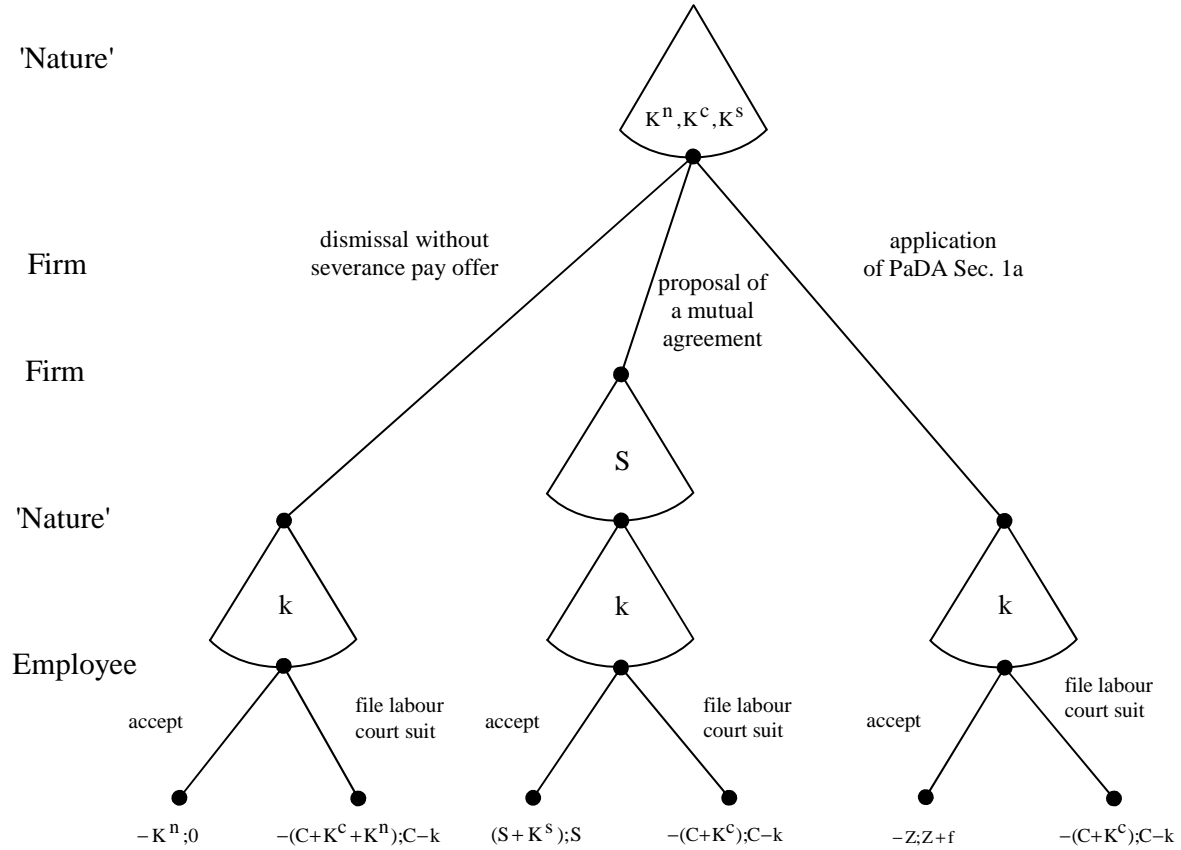 'Nature'
Kⁿ,Kᶜ,Kˢ
Firm
dismissal without
severance pay offer
application
of PaDA Sec. 1a
proposal of
a mutual
agreement
Firm
S
'Nature'
k
k
k
Employee
accept
file labour
court suit
accept
file labour
court suit
accept
file labour
court suit
−Kⁿ;0
−(C+Kᶜ+Kⁿ);C−k
(S+Kˢ);S
−(C+Kᶜ);C−k
−Z;Z+f
−(C+Kᶜ);C−k